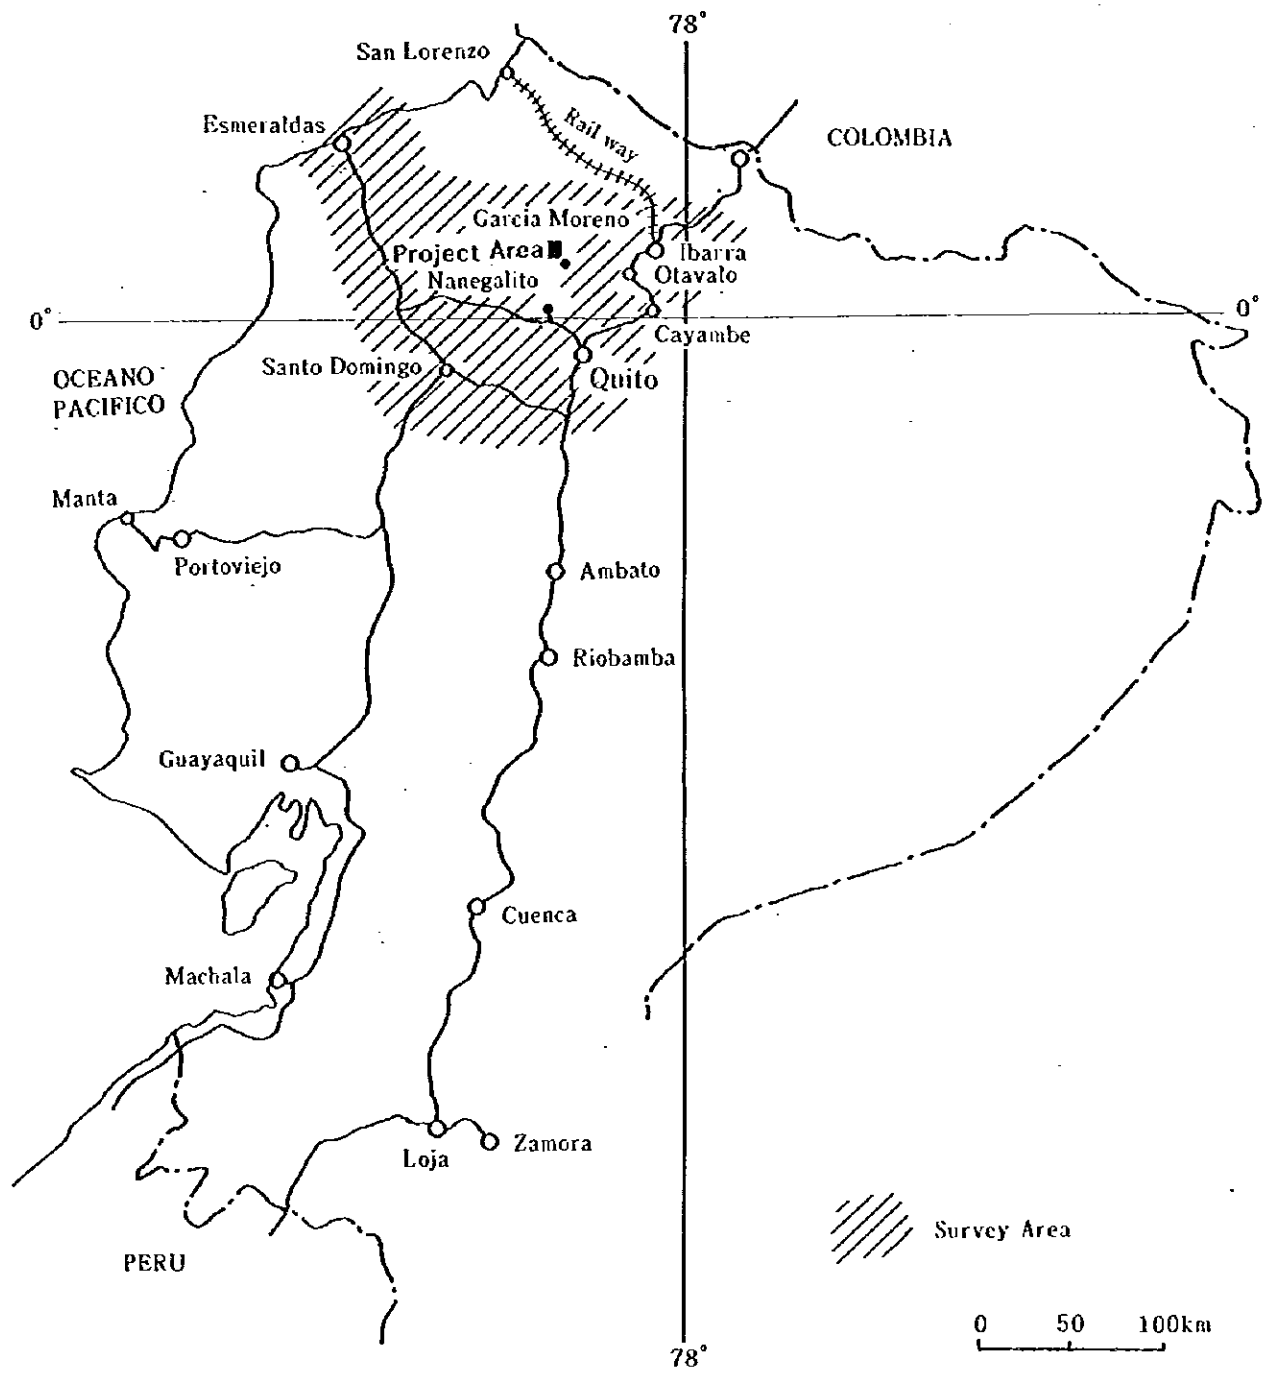 78°
San Lorenzo
Esmeraldas
Rail way
COLOMBIA
Garcia Moreno
Project Area
Ibarra
Otavalo
Nanegalito
0°
0°
Cayambe
Santo Domingo
Quito
OCEANO
PACIFICO
Manta
Portoviejo
Ambato
Riobamba
Guayaquil
Cuenca
Machala
Loja
Zamora
PERU
Survey Area
0 50 100km
78°